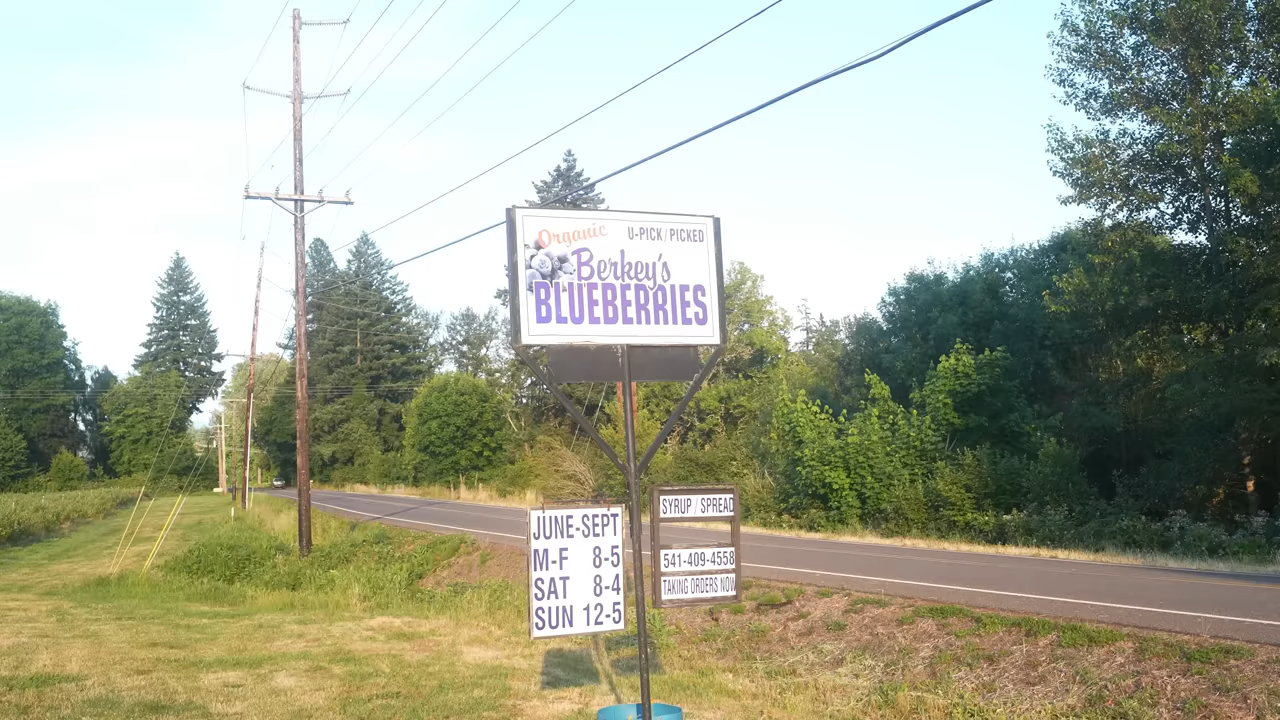 Organic U-PICK/PICKED
Berkey's
BLUEBERRIES
JUNE-SEPT
M-F 8-5
SAT 8-4
SUN 12-5
SYRUP/SPREAD
541-409-4558
TAKING ORDERS NOW